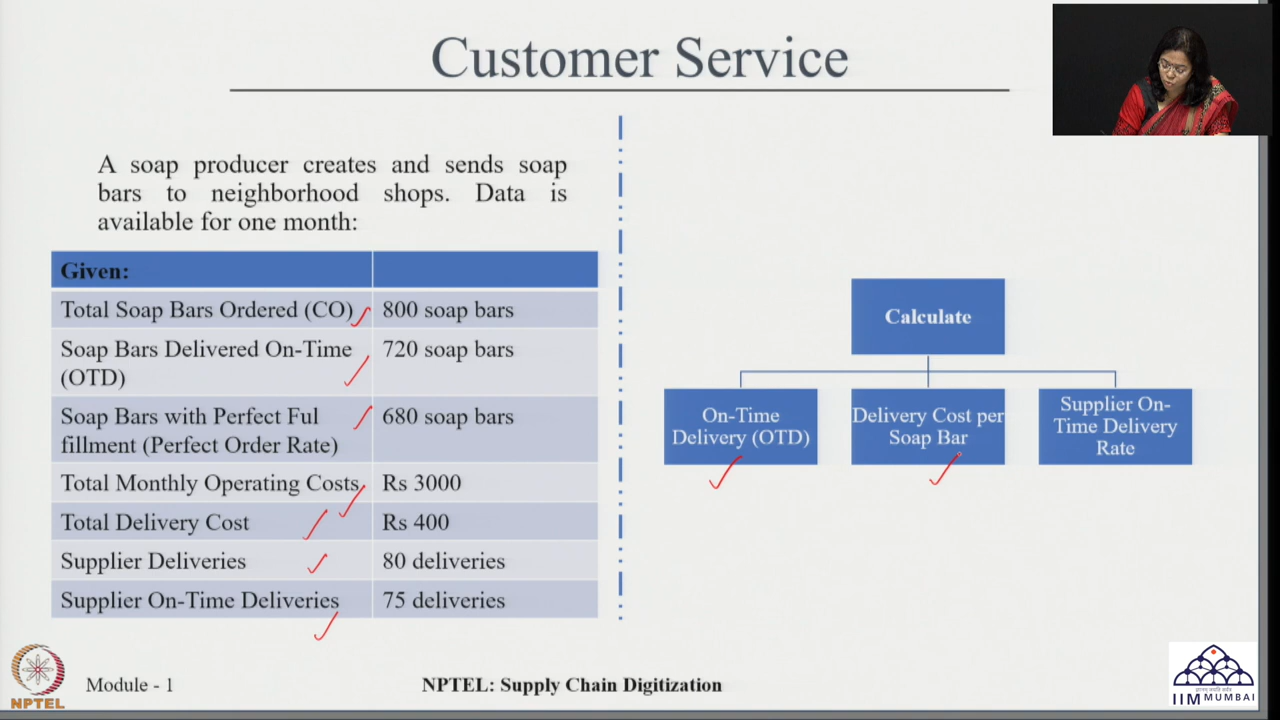 Customer Service
A soap producer creates and sends soap
bars to neighborhood shops. Data is
available for one month:
Given:
Total Soap Bars Ordered (CO) 800 soap bars
Soap Bars Delivered On-Time 720 soap bars
(OTD)
Soap Bars with Perfect Ful 680 soap bars
fillment (Perfect Order Rate)
Total Monthly Operating Costs Rs 3000
Total Delivery Cost Rs 400
Supplier Deliveries 80 deliveries
Supplier On-Time Deliveries 75 deliveries
Calculate
On-Time
Delivery (OTD)
Delivery Cost per
Soap Bar
Supplier On-
Time Delivery
Rate
NPTEL
Module - 1
NPTEL: Supply Chain Digitization
IIM MUMBAI